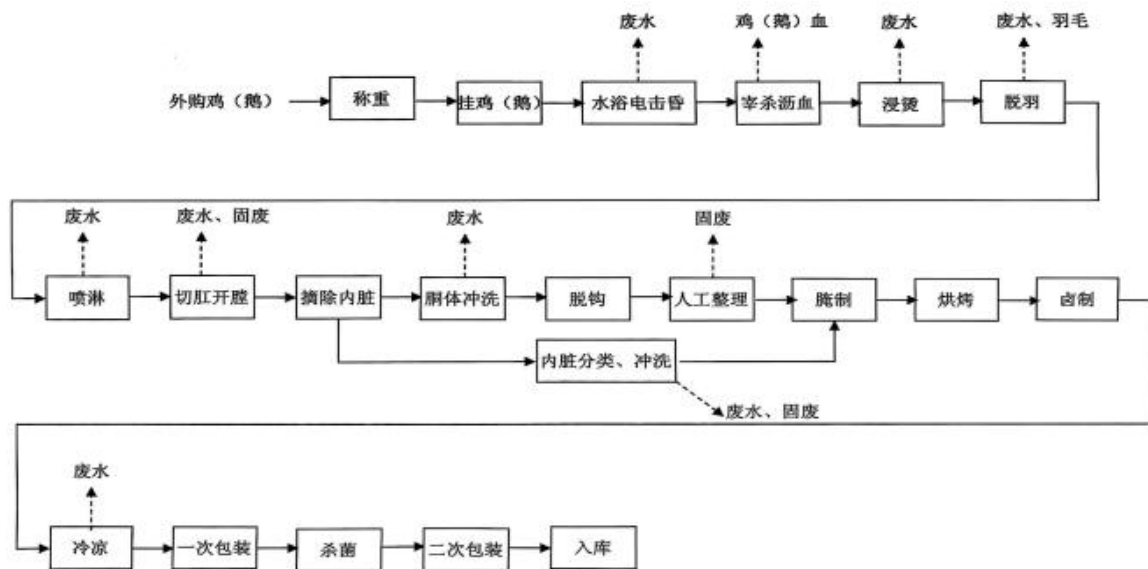 废水
鸡（鹅）血
废水
废水、羽毛
外购鸡（鹅）
称重
挂鸡（鹅）
水浴电击昏
宰杀沥血
浸烫
脱羽
废水
废水、固废
废水
固废
喷淋
切肛开膛
摘除内脏
胴体冲洗
脱钩
人工整理
腌制
烘烤
卤制
内脏分类、冲洗
废水、固废
废水
冷凉
一次包装
杀菌
二次包装
入库